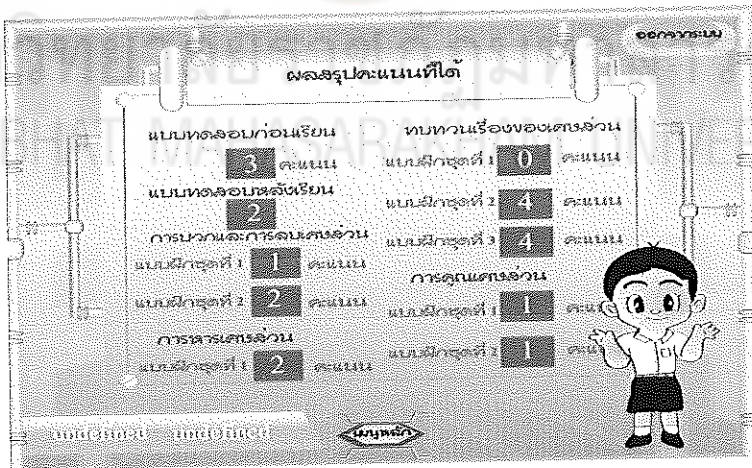 ออกจากระบบ
ผลสรุปคะแนนที่ได้
แบบทดสอบก่อนเรียน
3 คะแนน
แบบทดสอบหลังเรียน
2
การบวกและการลบเศษส่วน
แบบฝึกชุดที่ 1 1 คะแนน
แบบฝึกชุดที่ 2 2 คะแนน
การหารเศษส่วน
แบบฝึกชุดที่ 1 2 คะแนน
ทบทวนเรื่องของเศษส่วน
แบบฝึกชุดที่ 1 0 คะแนน
แบบฝึกชุดที่ 2 4 คะแนน
แบบฝึกชุดที่ 3 4 คะแนน
การคูณเศษส่วน
แบบฝึกชุดที่ 1 1
แบบฝึกชุดที่ 2 1
เมนูหลัก